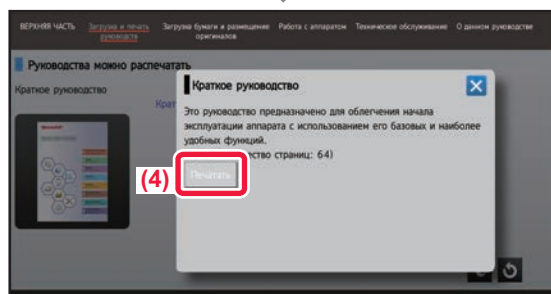 ВЕРХНЯЯ ЧАСТЬ
Загрузка и печать
руководств
Загрузка бумаги и размещение
оригиналов
Работа с аппаратом
Техническое обслуживание
О данном руководстве
Руководства можно распечатать
Краткое руководство
Крат
Краткое руководство
Это руководство предназначено для облегчения начала
эксплуатации аппарата с использованием его базовых и наиболее
удобных функций.
ество страниц: 64)
(4)
Печатать